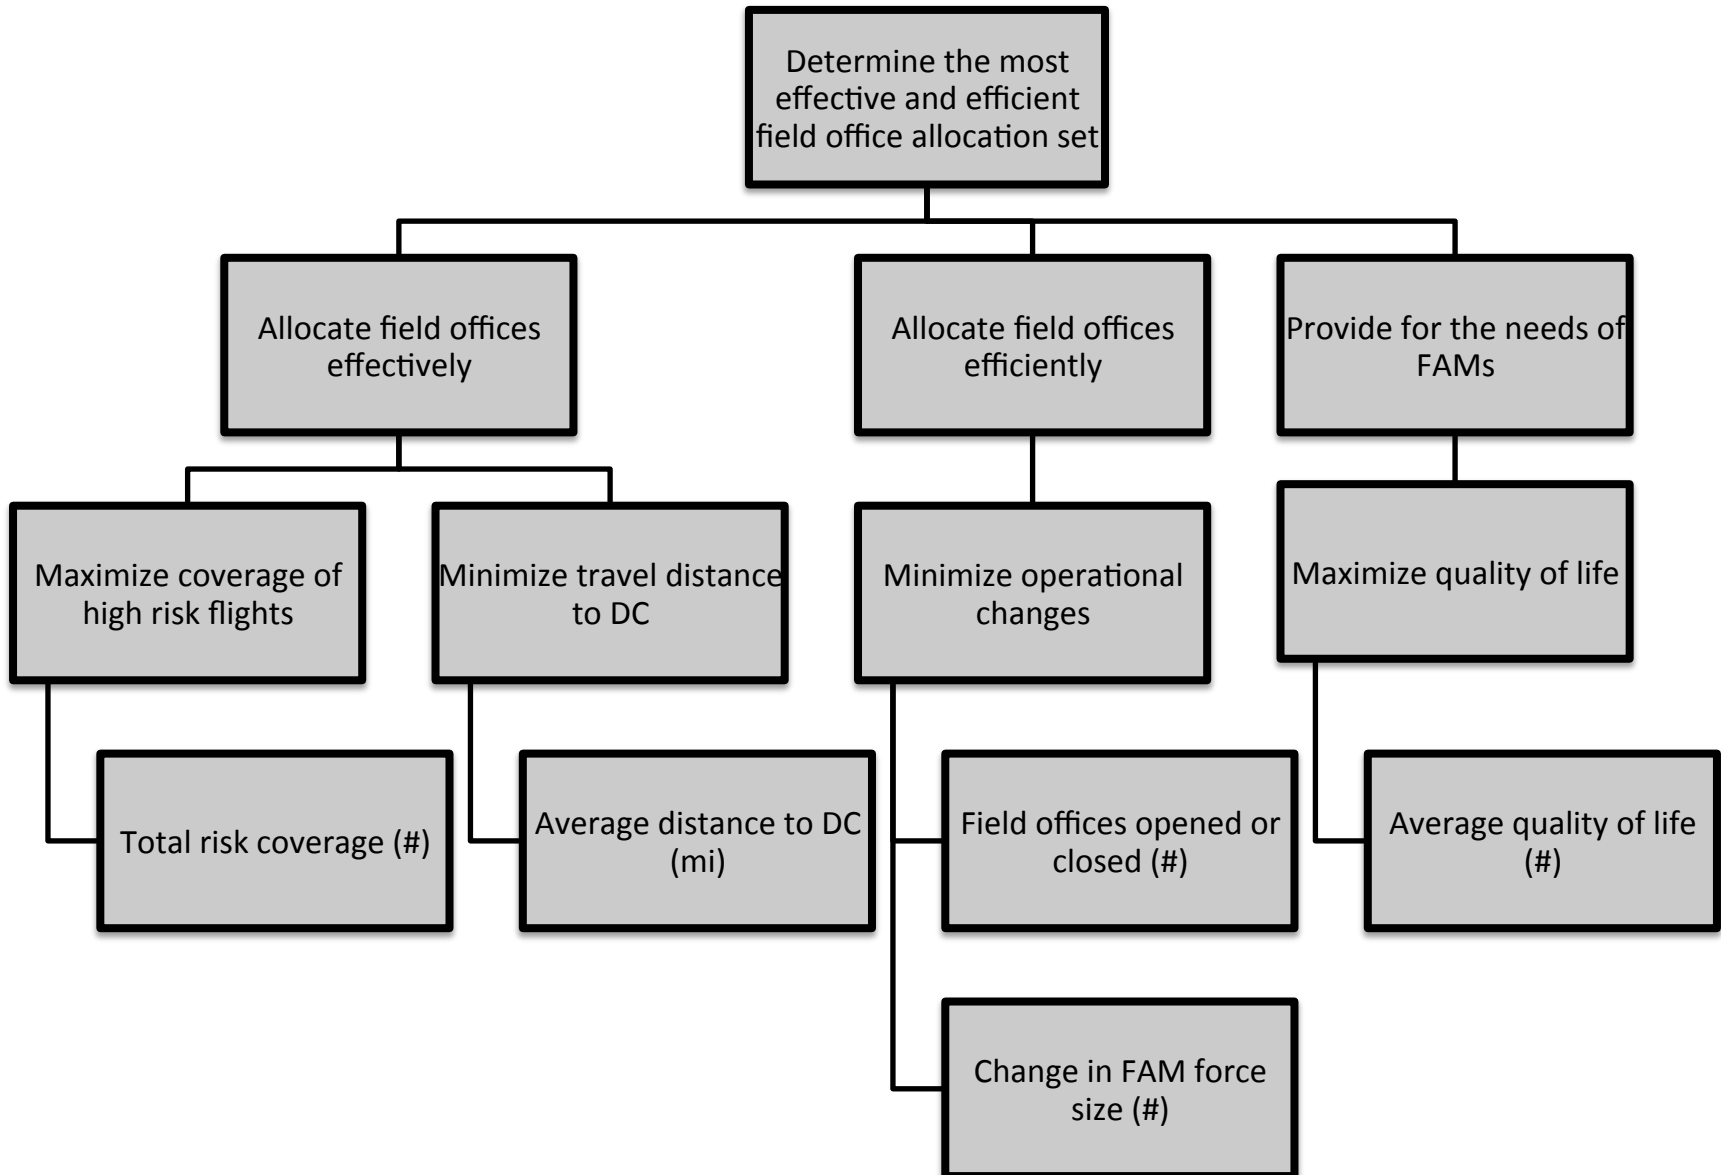 Determine the most
effective and efficient
field office allocation set
Allocate field offices
effectively
Allocate field offices
efficiently
Provide for the needs of
FAMs
Maximize coverage of
high risk flights
Minimize travel distance
to DC
Minimize operational
changes
Maximize quality of life
Total risk coverage (#)
Average distance to DC
(mi)
Field offices opened or
closed (#)
Average quality of life
(#)
Change in FAM force
size (#)